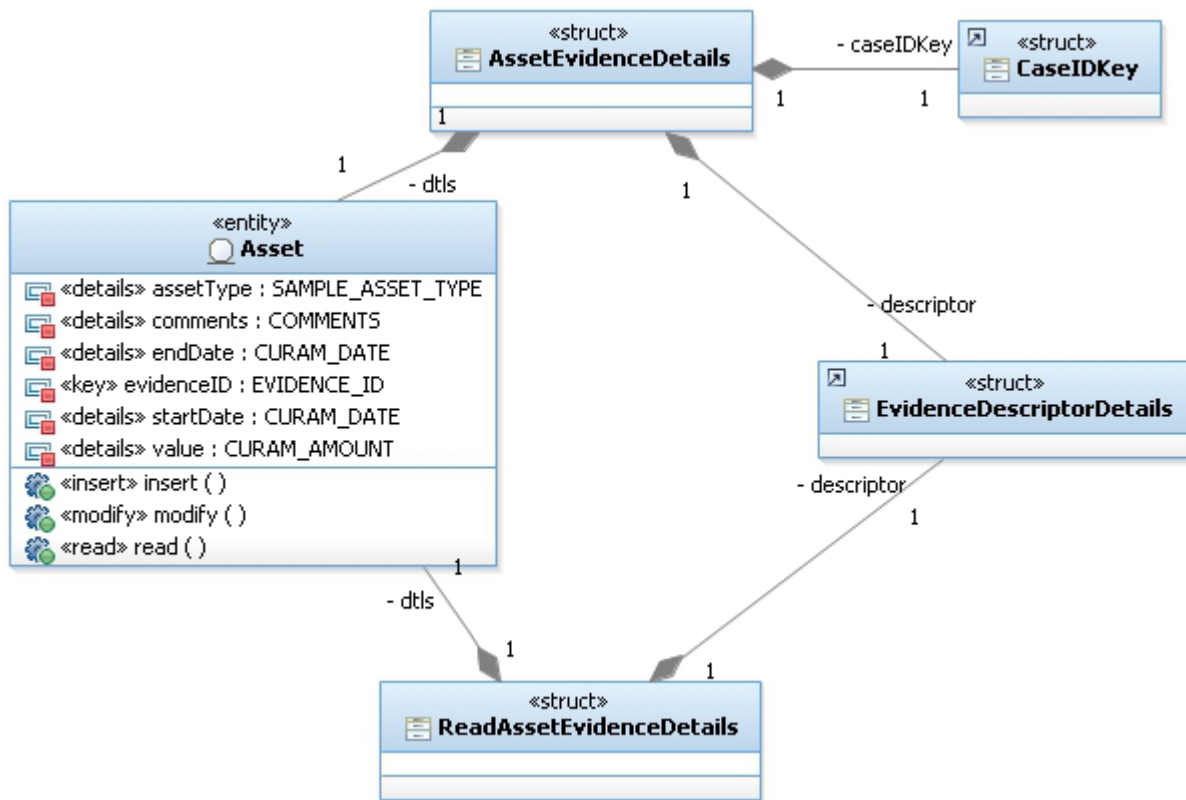 «struct»
AssetEvidenceDetails
- caseIDKey
«struct»
CaseIDKey
1
1
1
1
- dtls
1
«entity»
Asset
«details» assetType : SAMPLE_ASSET_TYPE
«details» comments : COMMENTS
«details» endDate : CURAM_DATE
«key» evidenceID : EVIDENCE_ID
«details» startDate : CURAM_DATE
«details» value : CURAM_AMOUNT
«insert» insert ( )
«modify» modify ( )
«read» read ( )
- descriptor
1
«struct»
EvidenceDescriptorDetails
- descriptor
1
1
- dtls
1
1
«struct»
ReadAssetEvidenceDetails